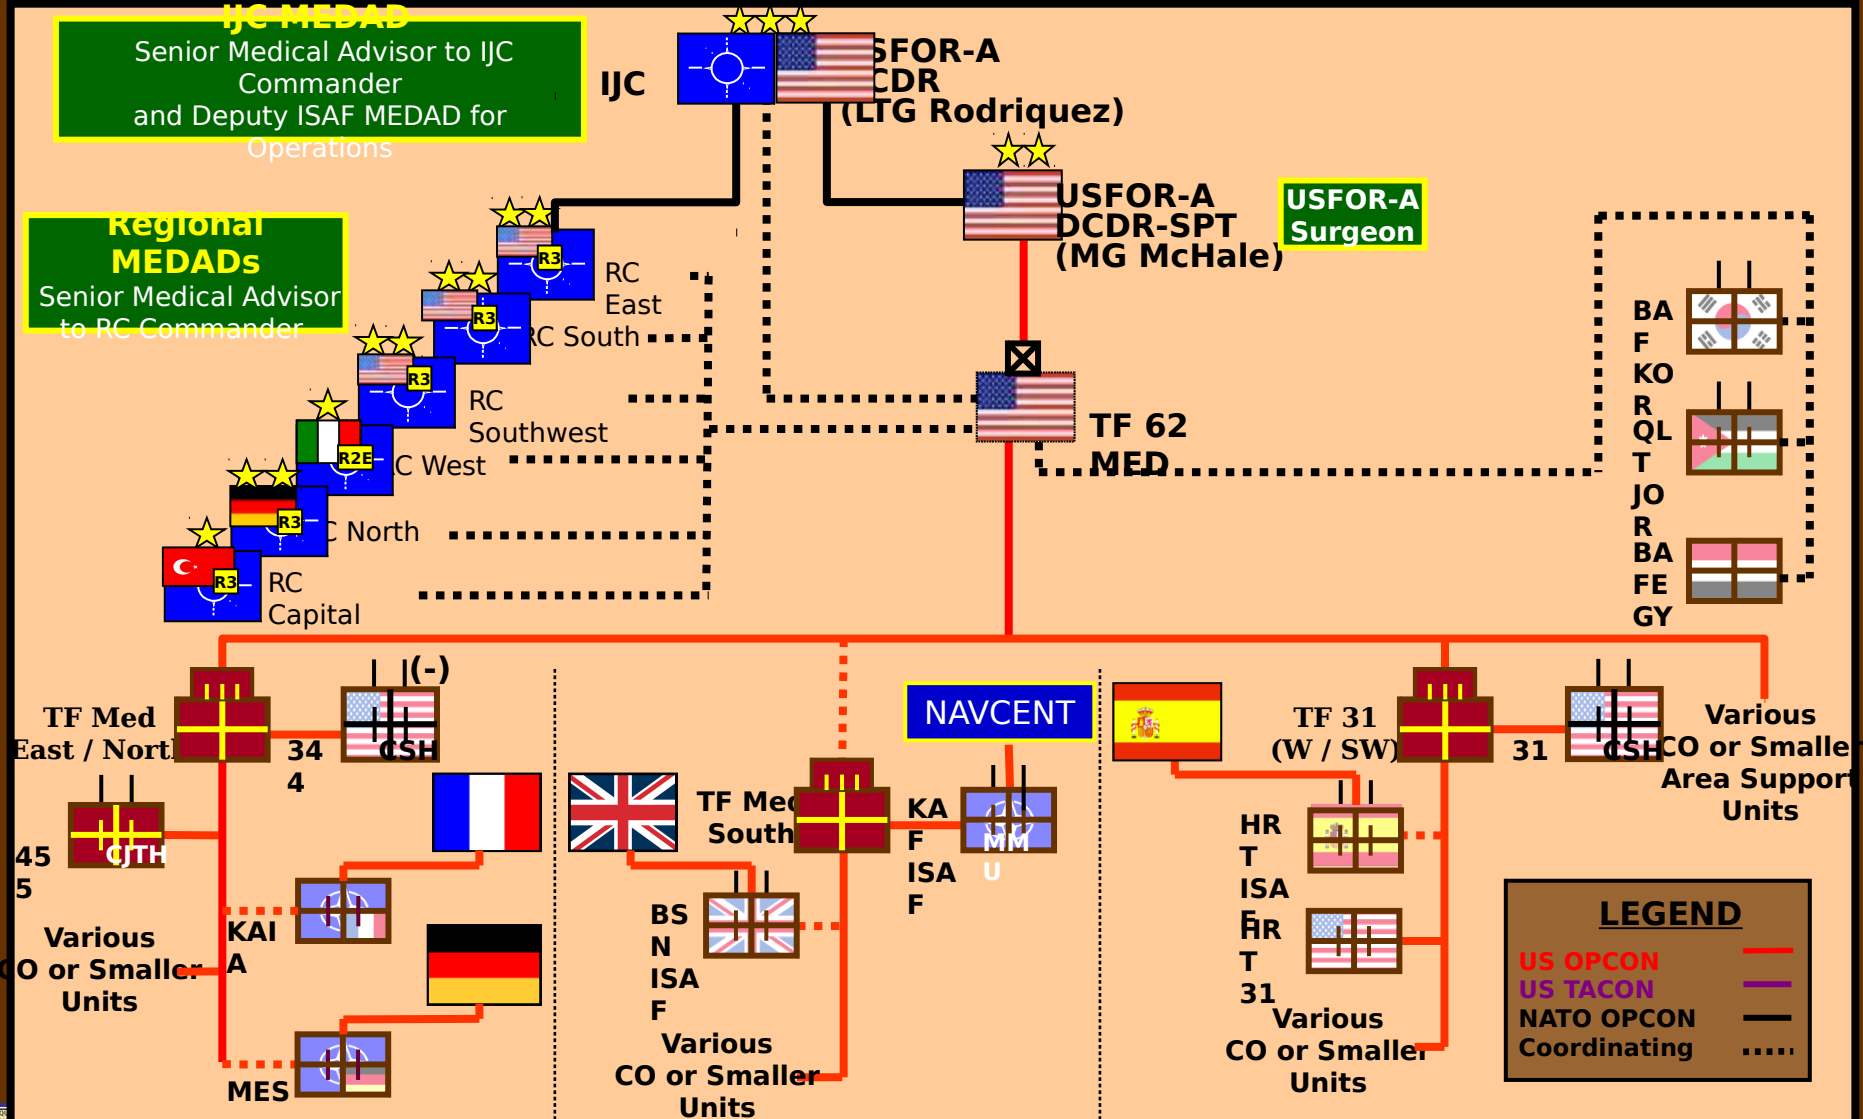 IJC MEDAD
Senior Medical Advisor to IJC
Commander
and Deputy ISAF MEDAD for
Operations
IJC
SFOR-A
CDR
(LTG Rodriquez)
USFOR-A
DCDR-SPT
(MG McHale)
USFOR-A
Surgeon
Regional
MEDADs
Senior Medical Advisor
to RC Commander
R3
RC
East
R3
RC South
R3
RC
Southwest
R2E
C West
R3
C North
R3
RC
Capital
TF 62
MED
BA
F
KO
R
QL
T
JO
R
BA
FE
GY
(-)
TF Med
East / North
34
4
CSH
45
5
CJTH
KAI
A
Various
CO or Smaller
Units
MES
NAVCENT
TF Med
South
KA
F
ISA
F
MM
U
BS
N
ISA
F
Various
CO or Smaller
Units
TF 31
(W / SW)
31
CSH
Various
CO or Smaller
Area Support
Units
HR
T
ISA
F
HR
T
31
Various
CO or Smaller
Units
LEGEND
US OPCON
US TACON
NATO OPCON
Coordinating